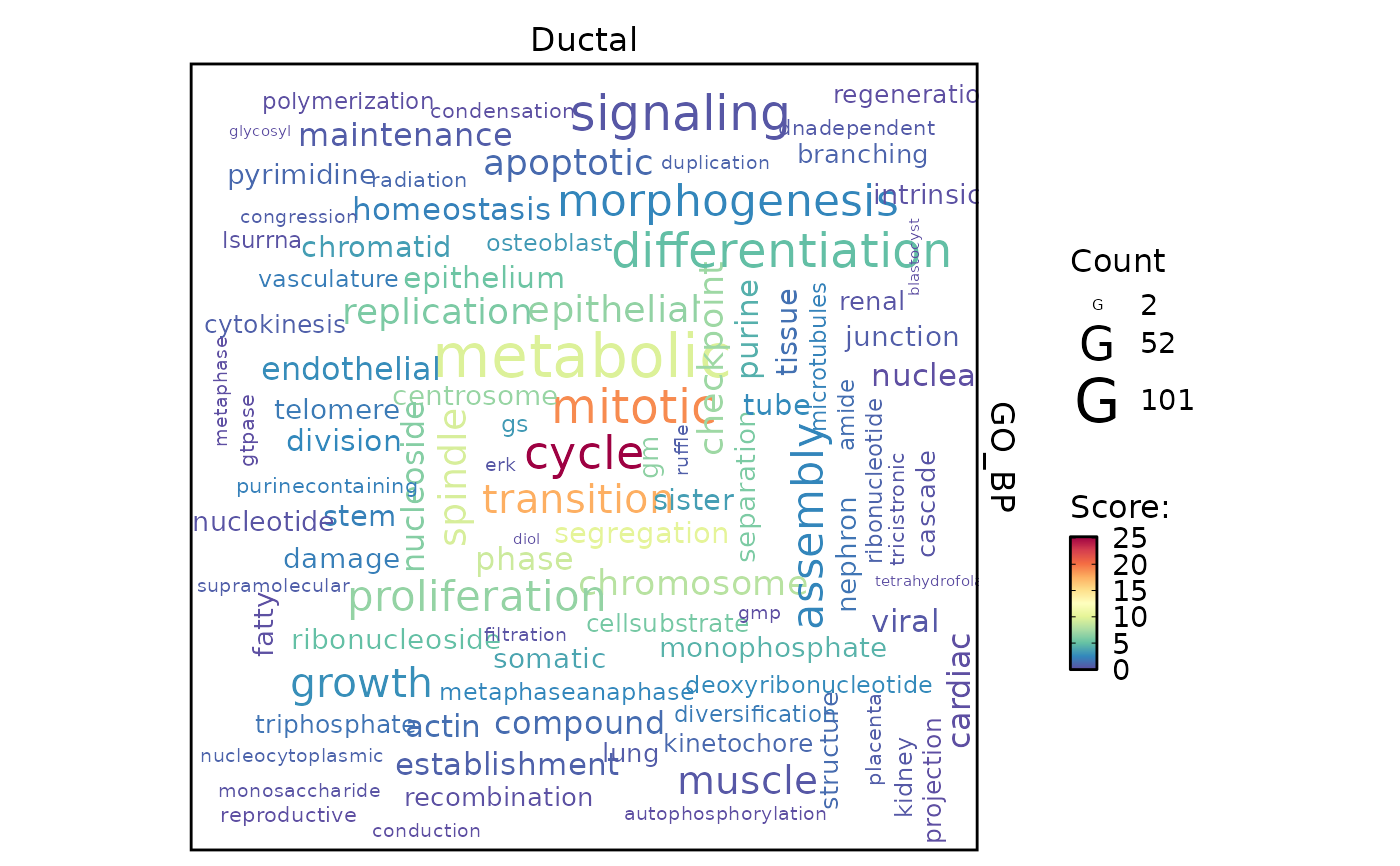 Ductal
polymerization
condensation
signaling
regeneratio
glycosyl
maintenance
dnadependent
apoptotic
duplication
branching
pyrimidine
radiation
homeostasis
morphogenesis
intrinsic
congression
lsurrna
chromatid
osteoblast
differentiation
blastocyst
vasculature
epithelium
checkpoint
purine
tissue
microtubules
renal
cytokinesis
replication
epithelial
junction
metaphase
endothelial
metabolic
nuclea
gtpase
centrosome
mitotic
tube
amide
telomere
nucleoside
spindle
gs
division
cycle
gm
ruffle
separation
assembly
ribonucleotide
erk
purinecontaining
transition
sister
tricistronic
cascade
nucleotide
stem
diol
segregation
nephron
damage
phase
supramolecular
proliferation
chromosome
tetrahydrofola
fatty
gmp
viral
cellsubstrate
ribonucleoside
filtration
somatic
monophosphate
cardiac
growth
metaphaseanaphase
deoxyribonucleotide
triphosphate
actin
compound
diversification
structure
placenta
nucleocytoplasmic
establishment
lung
kinetochore
kidney
projection
monosaccharide
recombination
muscle
reproductive
autophosphorylation
conduction
GO_BP
Count
G 2
G 52
G 101
Score:
25
20
15
10
5
0